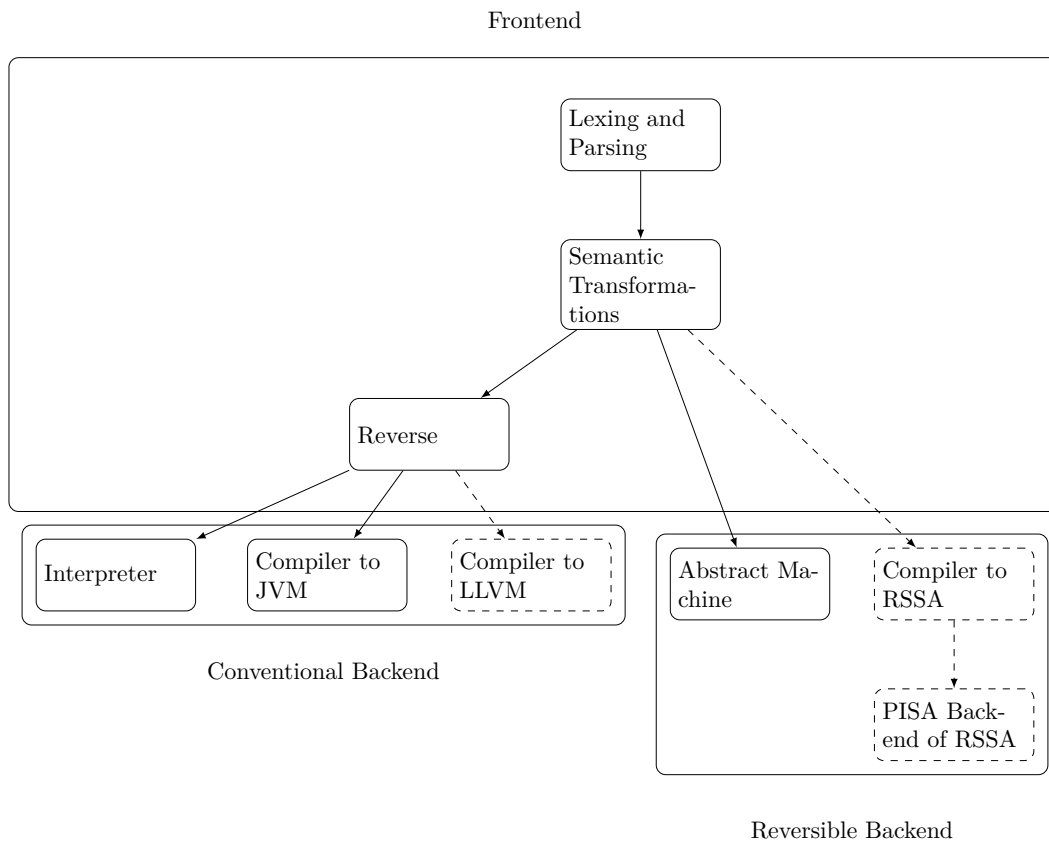 Frontend
Lexing and
Parsing
Semantic
Transforma-
tions
Reverse
Interpreter
Compiler to
JVM
Compiler to
LLVM
Conventional Backend
Abstract Ma-
chine
Compiler to
RSSA
PISA Back-
end of RSSA
Reversible Backend